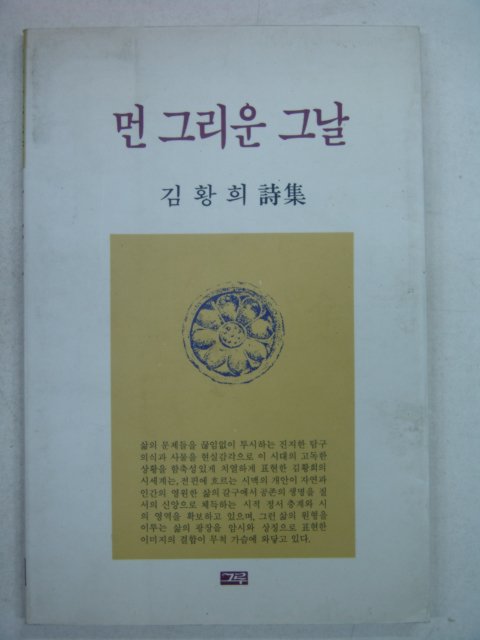 먼 그리운 그날
김황희 詩集
삶의 문제들을 끊임없이 투시하는 진지한 탐구
의식과 사물을 현실감각으로 이 시대의 고독한
상황을 함축성있게 처열하게 표현한 김황희의
시세계는, 전편에 흐르는 시맥의 개안이 자연과
인간의 영원한 삶의 갈구에서 공존의 생명을 질
서의 신앙으로 체득하는 시적 정서 층계와 시
의 영역을 확보하고 있으며, 그런 삶의 원형을
이루는 삶의 광장을 암시와 상징으로 표현한
이미지의 결합이 무척 가슴에 와닿고 있다.
그루